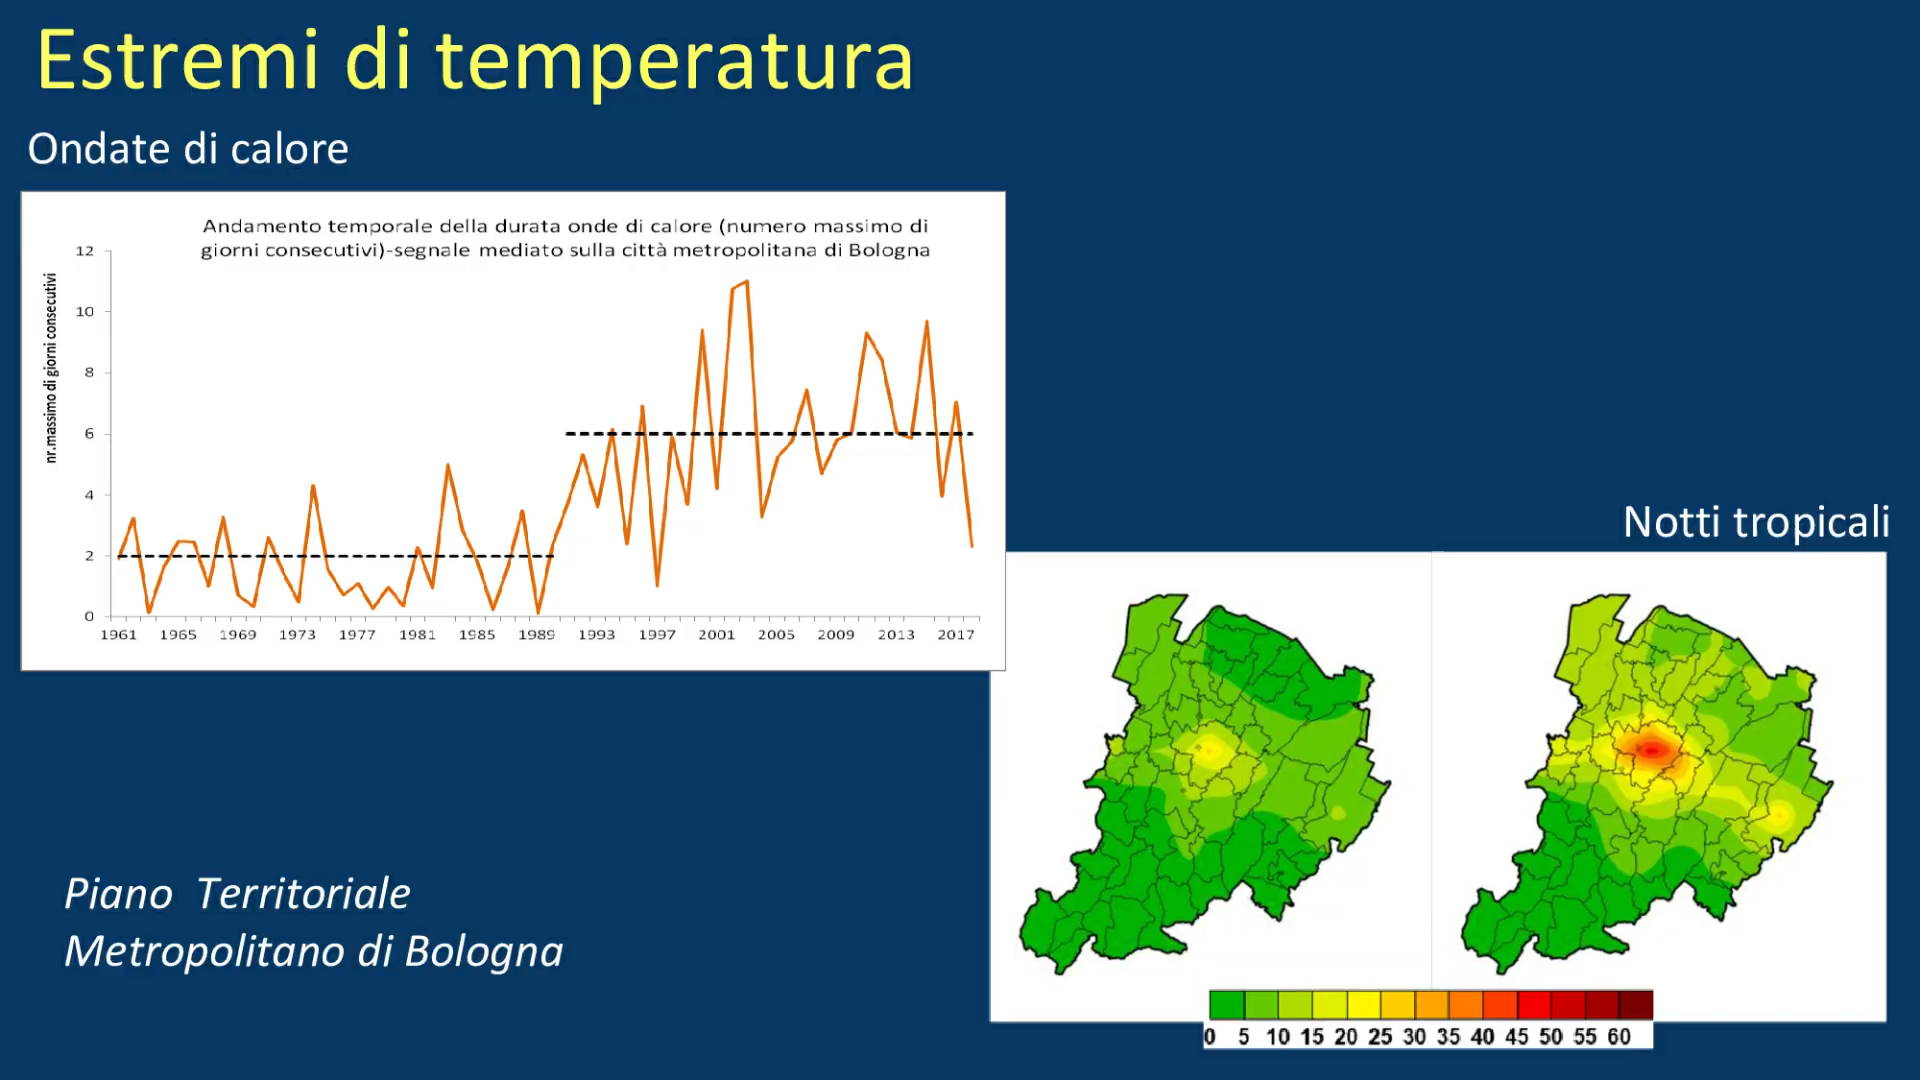 Estremi di temperatura
Ondate di calore
Andamento temporale della durata onde di calore (numero massimo di
giorni consecutivi)-segnale mediato sulla città metropolitana di Bologna
nr.massimo di giorni consecutivi
12
10
8
6
4
2
0
1961 1965 1969 1973 1977 1981 1985 1989 1993 1997 2001 2005 2009 2013 2017
Notti tropicali
Piano Territoriale
Metropolitano di Bologna
0 5 10 15 20 25 30 35 40 45 50 55 60